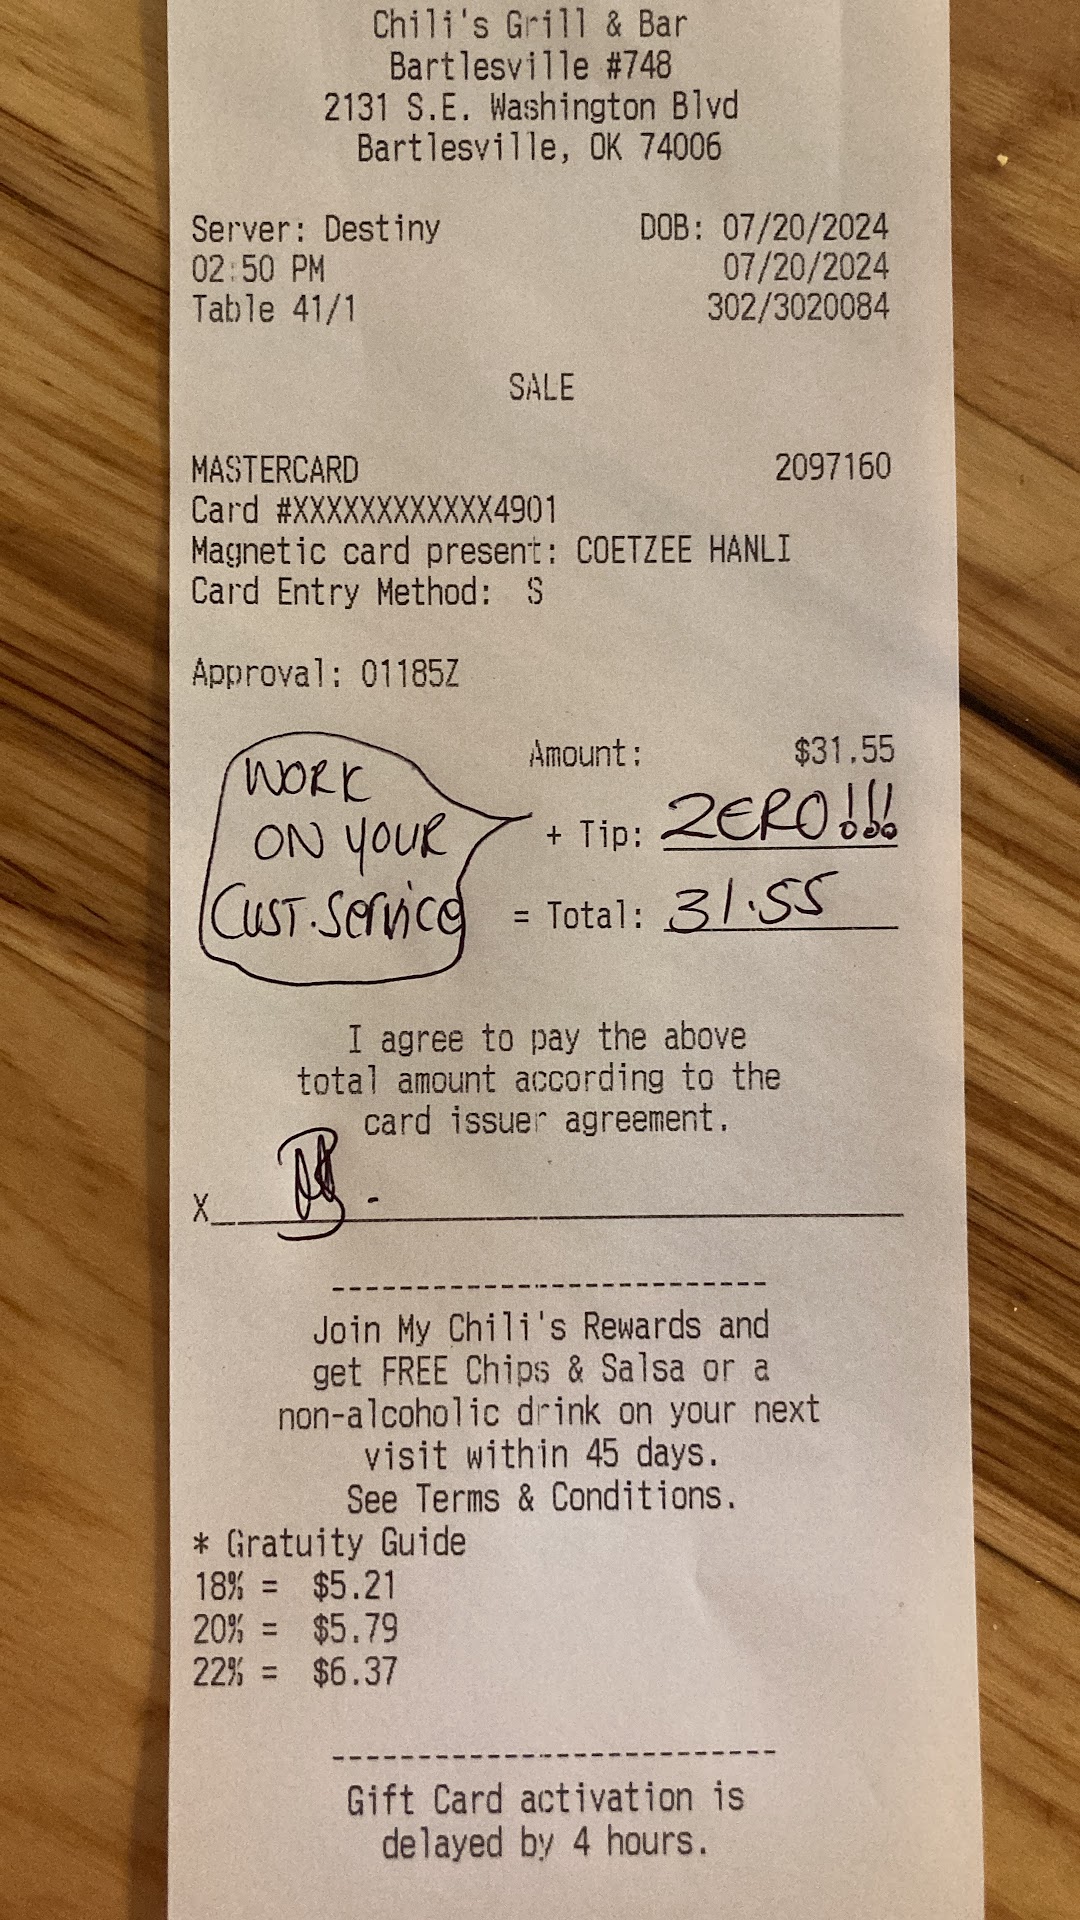 Chili's Grill & Bar
Bartlesville #748
2131 S.E. Washington Blvd
Bartlesville, OK 74006
Server: Destiny DOB: 07/20/2024
02:50 PM 07/20/2024
Table 41/1 302/3020084
SALE
MASTERCARD 2097160
Card #XXXXXXXXXXXX4901
Magnetic card present: COETZEE HANLI
Card Entry Method: S
Approval: 01185Z
Amount: $31.55
WORK
ON YOUR
CUST. Service
+ Tip: ZERO!!!
= Total: 31.55
I agree to pay the above
total amount according to the
card issuer agreement.
X
Join My Chili's Rewards and
get FREE Chips & Salsa or a
non-alcoholic drink on your next
visit within 45 days.
See Terms & Conditions.
* Gratuity Guide
18% = $5.21
20% = $5.79
22% = $6.37
Gift Card activation is
delayed by 4 hours.